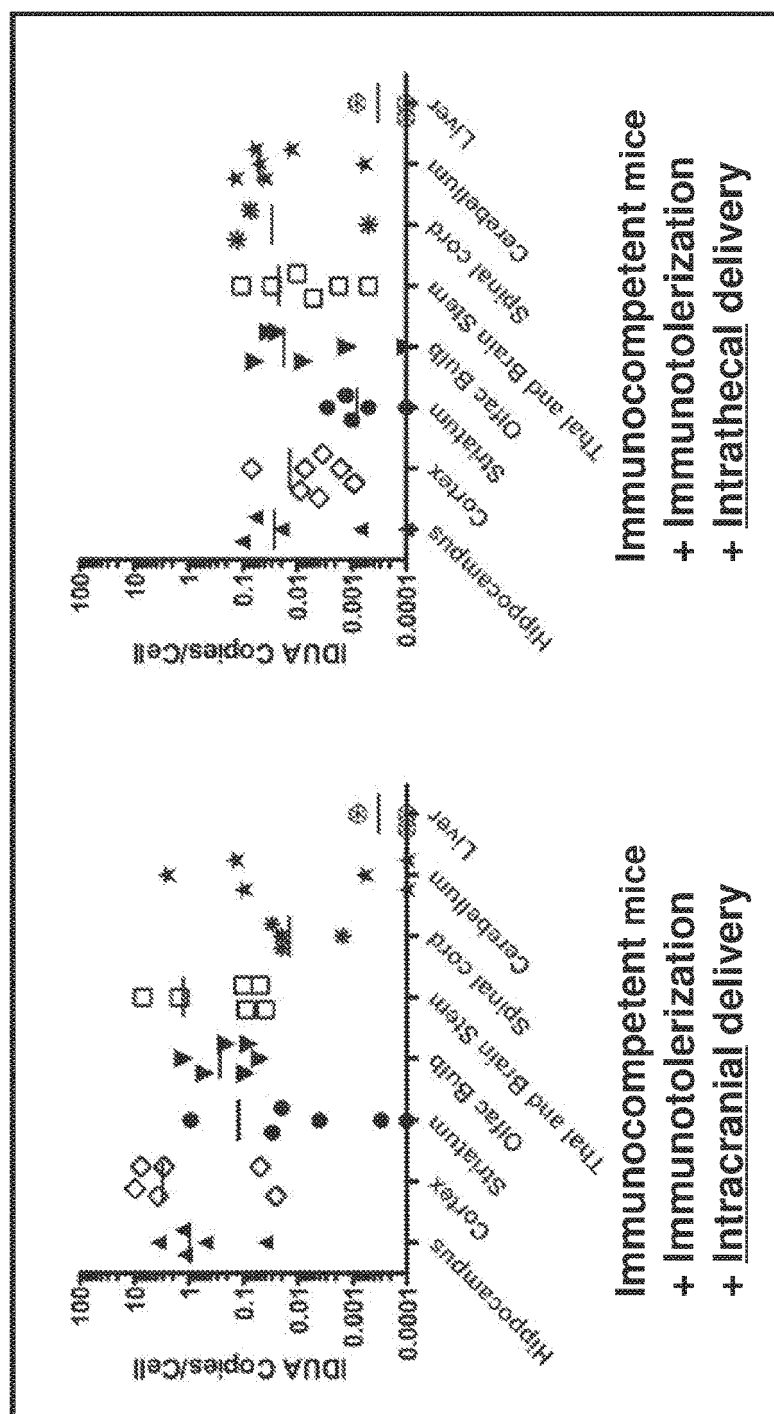 IDUA Copies/Cell
100
10
1
0.1
0.01
0.001
0.0001
Hippocampus
Cortex
Striatum
Olfac Bulb
Thal and Brain Stem
Spinal cord
Cerebellum
Liver
Immunocompetent mice
+ Immunotolerization
+ Intracranial delivery
IDUA Copies/Cell
100
10
1
0.1
0.01
0.001
0.0001
Hippocampus
Cortex
Striatum
Olfac Bulb
Thal and Brain Stem
Spinal cord
Cerebellum
Liver
Immunocompetent mice
+ Immunotolerization
+ Intrathecal delivery